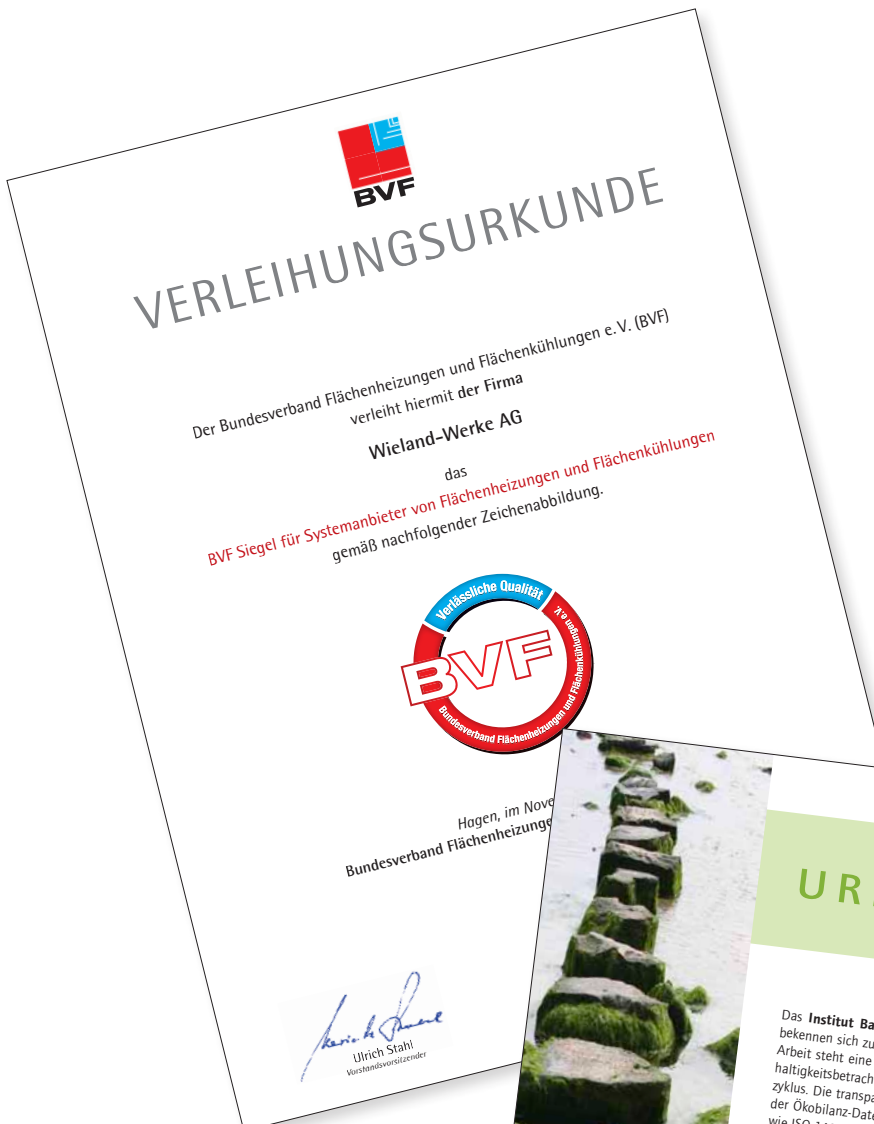 BVF
VERLEIHUNGSURKUNDE
Der Bundesverband Flächenheizungen und Flächenkühlungen e.V. (BVF)
verleiht hiermit der Firma
Wieland-Werke AG
das
BVF Siegel für Systemanbieter von Flächenheizungen und Flächenkühlungen
gemäß nachfolgender Zeichenabbildung.
Verlässliche Qualität
BVF
Bundesverband Flächenheizungen und Flächenkühlungen e.V.
Hagen, im Nove
Bundesverband Flächenheizunge
Ulrich Stahl
Vorstandsvorsitzender
UR
Das Institut Ba
bekennen sich zu
Arbeit steht eine
haltigkeitsbetrach
zyklus. Die transpa
der Ökobilanz-Date
wie ISO